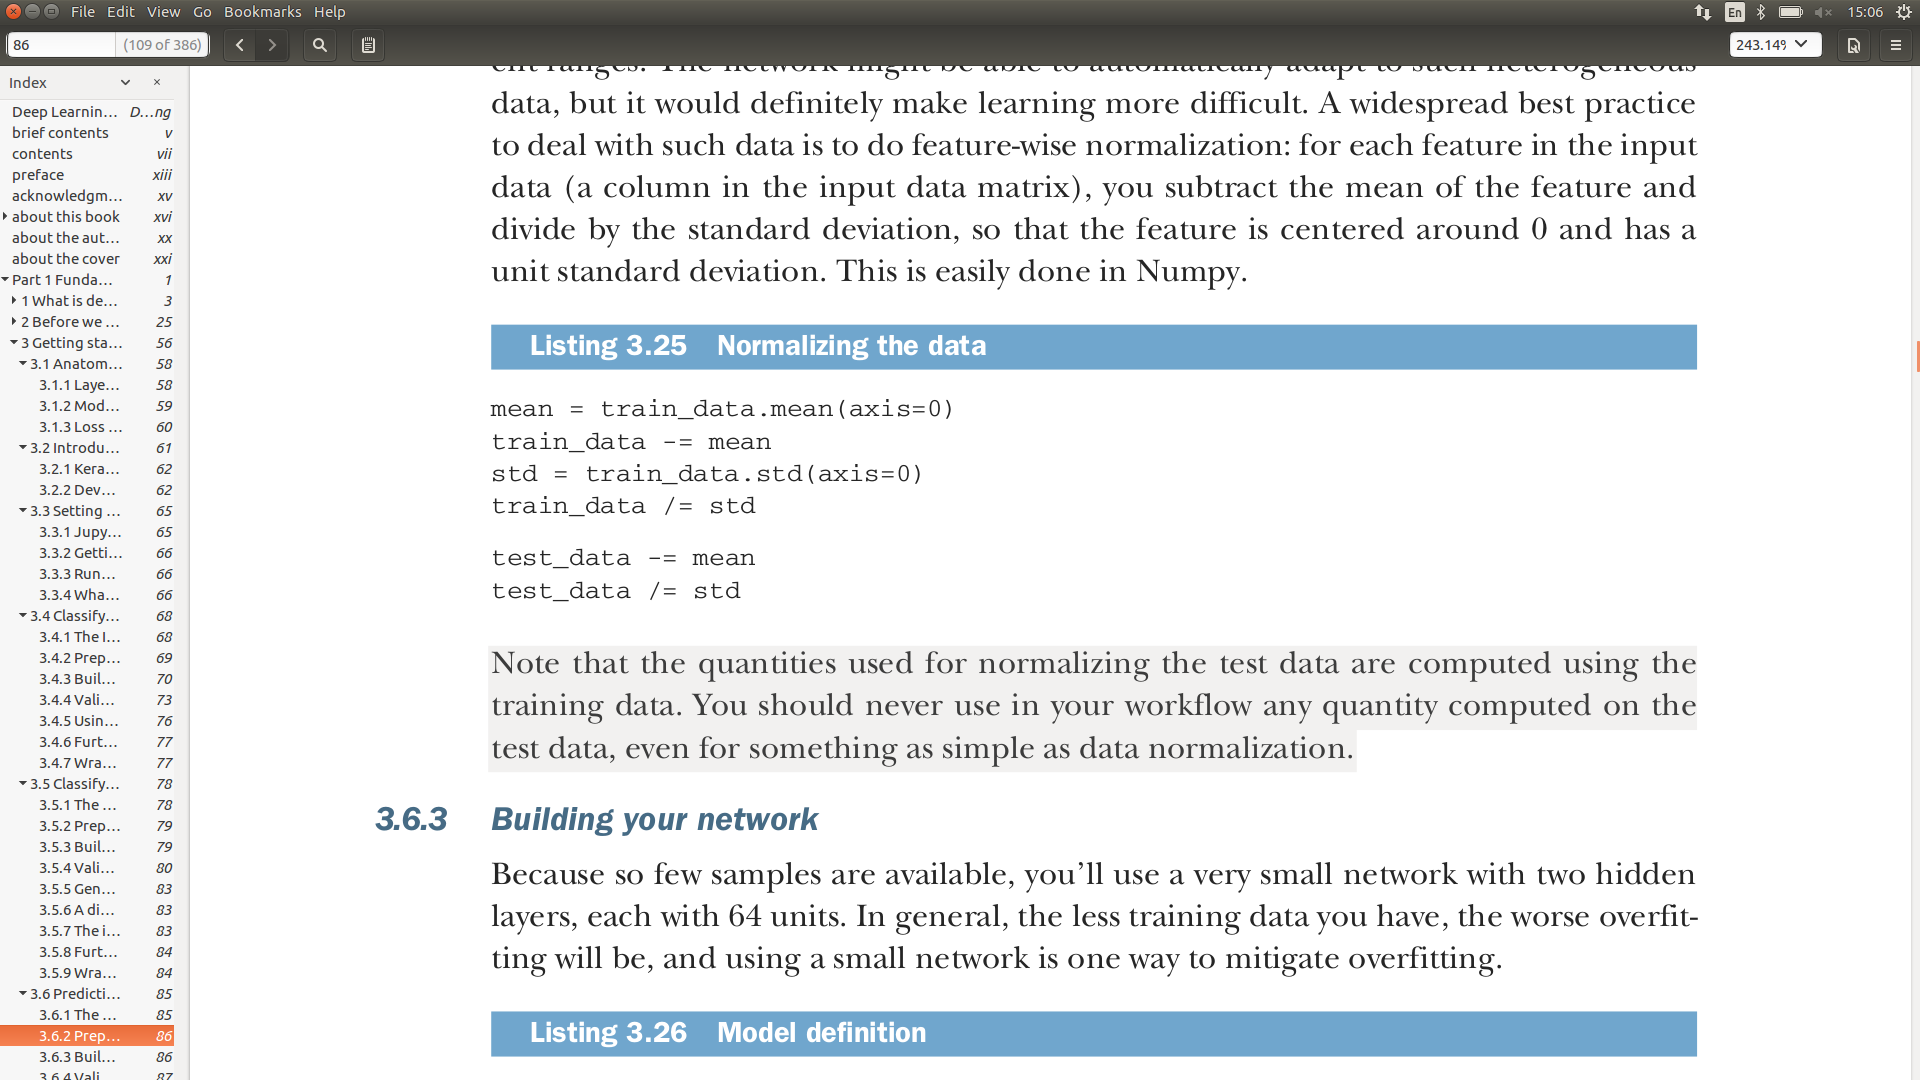 File Edit View Go Bookmarks Help
En
15:06
86
(109 of 386)
243.14%
Index
Deep Learnin… D…ng
brief contents v
contents vii
preface xiii
acknowledgm… xv
about this book xvi
about the aut… xx
about the cover xxi
Part 1 Funda… 1
1 What is de… 3
2 Before we … 25
3 Getting sta… 56
3.1 Anatom… 58
3.1.1 Laye… 58
3.1.2 Mod… 59
3.1.3 Loss … 60
3.2 Introdu… 61
3.2.1 Kera… 62
3.2.2 Dev… 62
3.3 Setting … 65
3.3.1 Jupy… 65
3.3.2 Getti… 66
3.3.3 Run… 66
3.3.4 Wha… 66
3.4 Classify… 68
3.4.1 The I… 68
3.4.2 Prep… 69
3.4.3 Buil… 70
3.4.4 Vali… 73
3.4.5 Usin… 76
3.4.6 Furt… 77
3.4.7 Wra… 77
3.5 Classify… 78
3.5.1 The … 78
3.5.2 Prep… 79
3.5.3 Buil… 79
3.5.4 Vali… 80
3.5.5 Gen… 83
3.5.6 A di… 83
3.5.7 The i… 83
3.5.8 Furt… 84
3.5.9 Wra… 84
3.6 Predicti… 85
3.6.1 The … 85
3.6.2 Prep… 86
3.6.3 Buil… 86
3.6.4 Vali… 87
ent ranges. The network might be able to automatically adapt to such heterogeneous
data, but it would definitely make learning more difficult. A widespread best practice
to deal with such data is to do feature-wise normalization: for each feature in the input
data (a column in the input data matrix), you subtract the mean of the feature and
divide by the standard deviation, so that the feature is centered around 0 and has a
unit standard deviation. This is easily done in Numpy.
Listing 3.25 Normalizing the data
mean = train_data.mean(axis=0)
train_data -= mean
std = train_data.std(axis=0)
train_data /= std
test_data -= mean
test_data /= std
Note that the quantities used for normalizing the test data are computed using the
training data. You should never use in your workflow any quantity computed on the
test data, even for something as simple as data normalization.
3.6.3 Building your network
Because so few samples are available, you’ll use a very small network with two hidden
layers, each with 64 units. In general, the less training data you have, the worse overfit-
ting will be, and using a small network is one way to mitigate overfitting.
Listing 3.26 Model definition